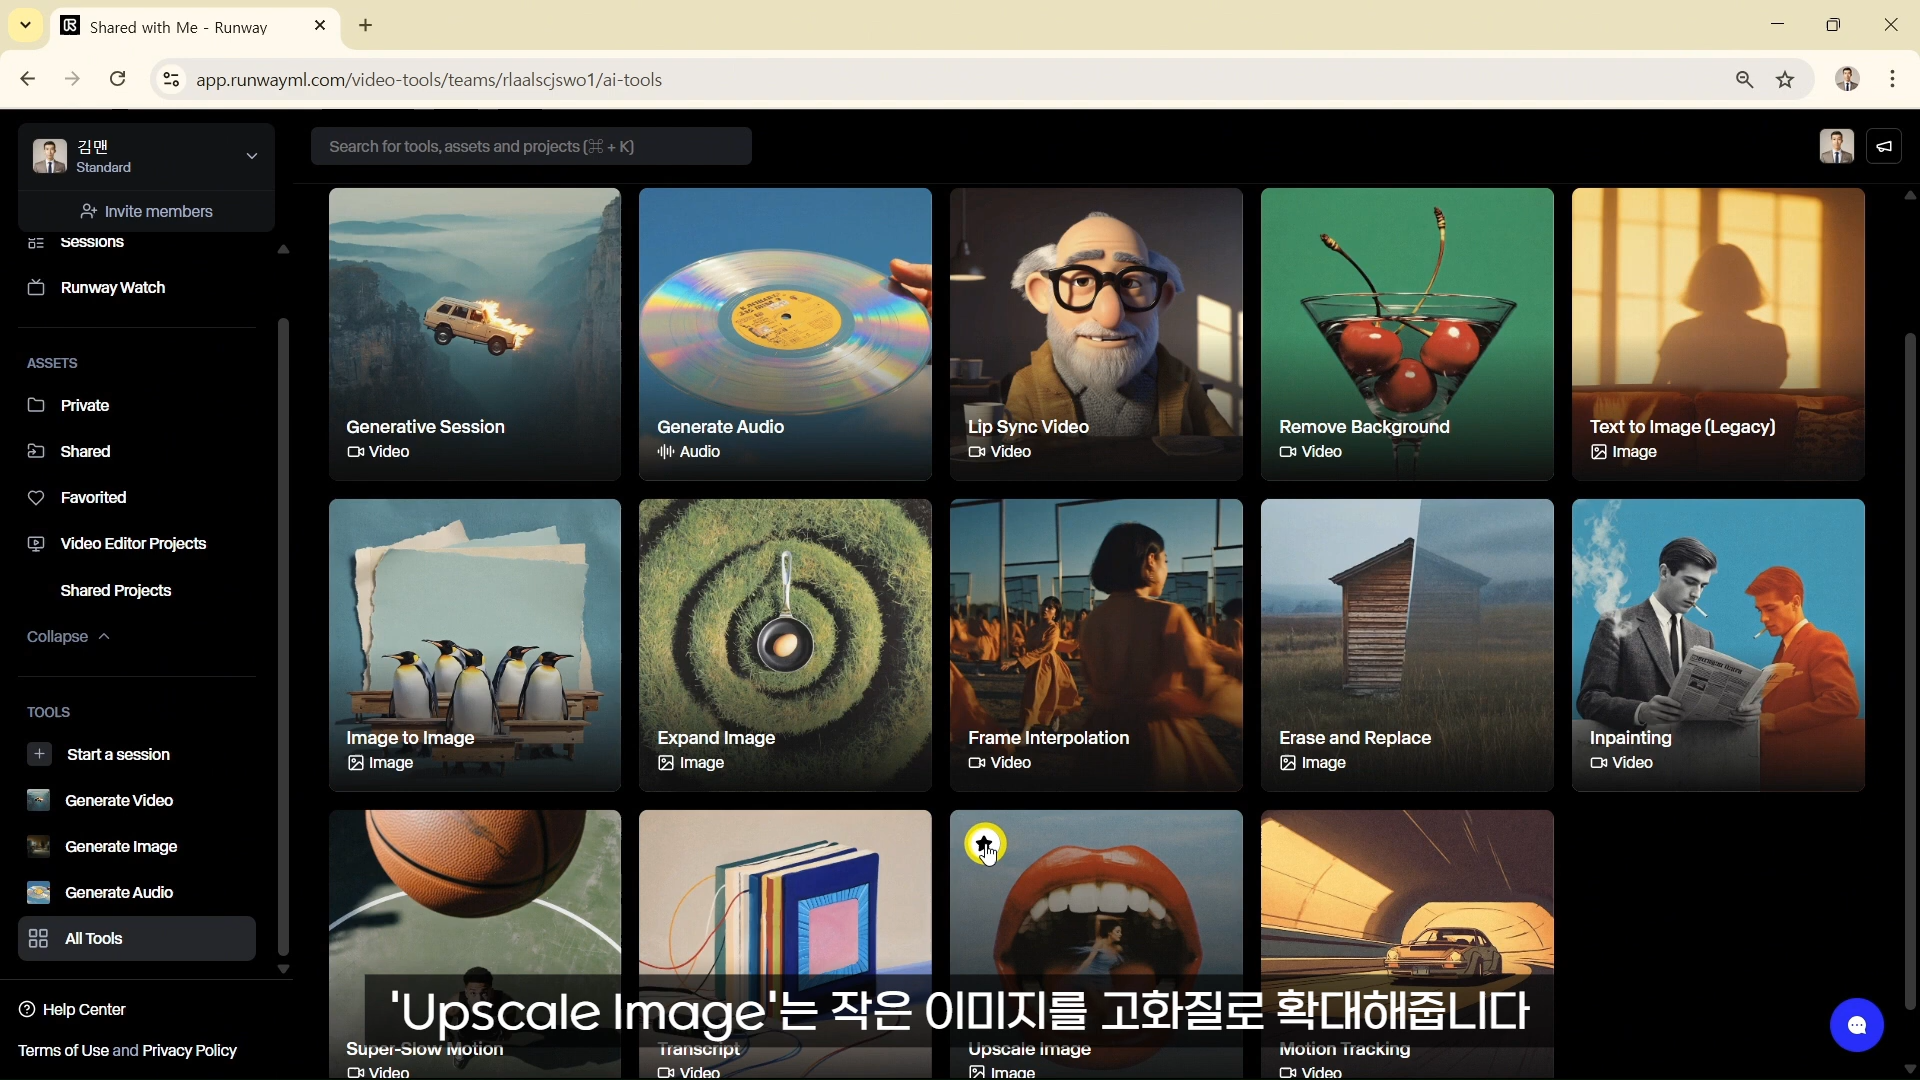 Shared with Me - Runway
app.runwayml.com/video-tools/teams/rlaalscjswo1/ai-tools
김맨
Standard
Invite members
Search for tools, assets and projects (⌘ + K)
Sessions
Runway Watch
ASSETS
Private
Shared
Favorited
Video Editor Projects
Shared Projects
Collapse
TOOLS
Start a session
Generate Video
Generate Image
Generate Audio
All Tools
Help Center
Terms of Use and Privacy Policy
Generative Session
Video
Generate Audio
Audio
Lip Sync Video
Video
Remove Background
Video
Text to Image (Legacy)
Image
Image to Image
Image
Expand Image
Image
Frame Interpolation
Video
Erase and Replace
Image
Inpainting
Video
'Upscale Image'는 작은 이미지를 고화질로 확대해줍니다
Super-Slow Motion
Video
Transcript
Video
Upscale Image
Image
Motion Tracking
Video